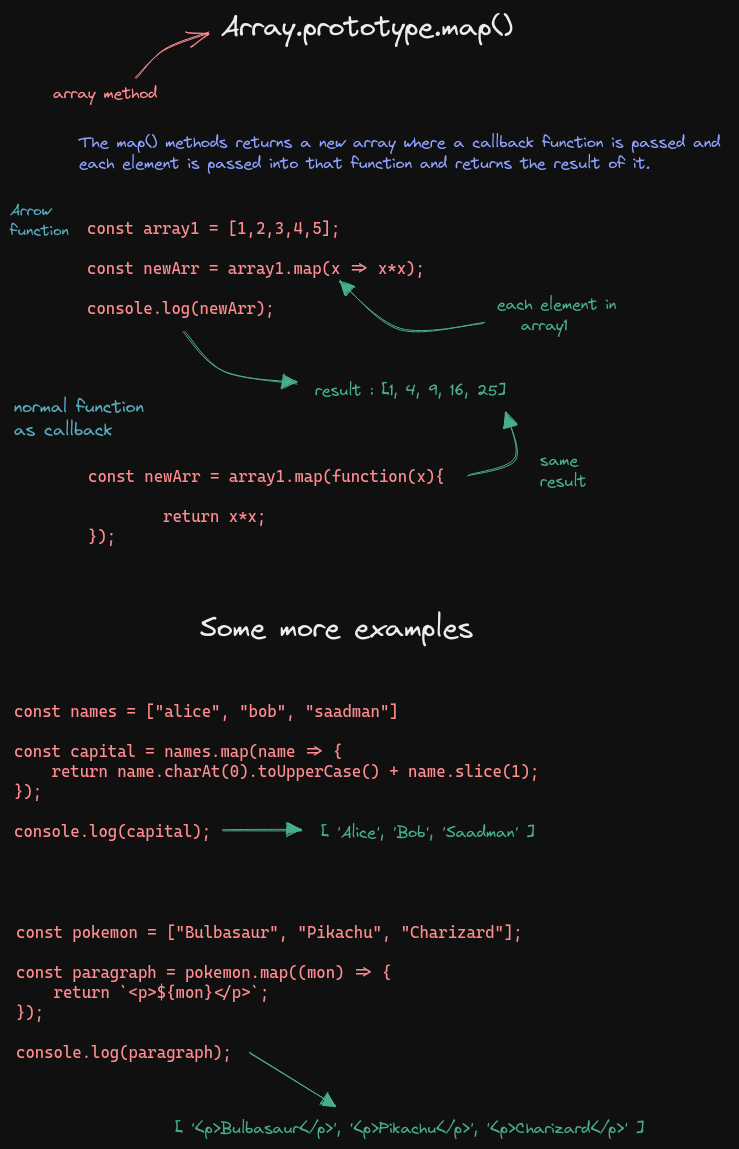 Array.prototype.map()
array method
The map() methods returns a new array where a callback function is passed and
each element is passed into that function and returns the result of it.
Arrow
function
const array1 = [1,2,3,4,5];
const newArr = array1.map(x => x*x);
console.log(newArr);
each element in
array1
result : [1, 4, 9, 16, 25]
normal function
as callback
const newArr = array1.map(function(x){
return x*x;
});
same
result
Some more examples
const names = ["alice", "bob", "saadman"]
const capital = names.map(name => {
return name.charAt(0).toUpperCase() + name.slice(1);
});
console.log(capital);
[ 'Alice', 'Bob', 'Saadman' ]
const pokemon = ["Bulbasaur", "Pikachu", "Charizard"];
const paragraph = pokemon.map((mon) => {
return `<p>${mon}</p>`;
});
console.log(paragraph);
[ '<p>Bulbasaur</p>', '<p>Pikachu</p>', '<p>Charizard</p>' ]